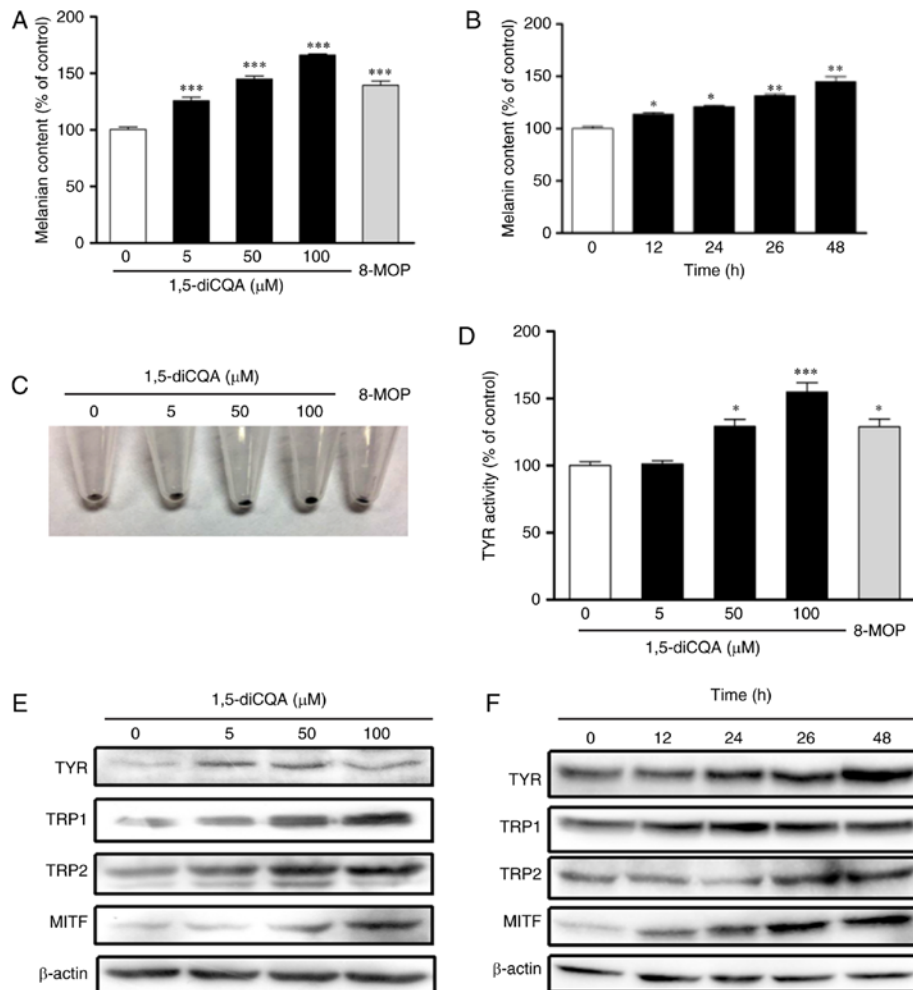 A
Melanian content (% of control)
200
150
100
50
0
***
***
***
***
0 5 50 100 8-MOP
1,5-diCQA (μM)
B
Melanin content (% of control)
200
150
100
50
0
*
*
**
**
0 12 24 26 48
Time (h)
C
1,5-diCQA (μM)
8-MOP
0 5 50 100
D
TYR activity (% of control)
200
150
100
50
0
*
***
*
0 5 50 100 8-MOP
1,5-diCQA (μM)
E
1,5-diCQA (μM)
0 5 50 100
TYR
TRP1
TRP2
MITF
β-actin
F
Time (h)
0 12 24 26 48
TYR
TRP1
TRP2
MITF
β-actin